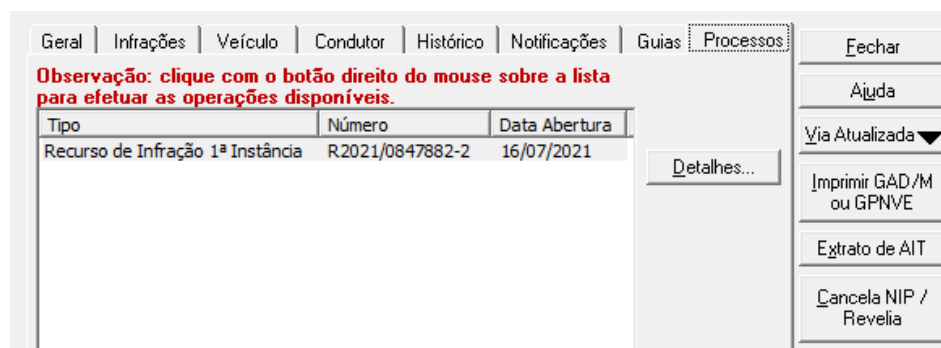 Geral Infrações Veículo Condutor Histórico Notificações Guias Processos
Observação: clique com o botão direito do mouse sobre a lista
para efetuar as operações disponíveis.
Tipo Número Data Abertura
Recurso de Infração 1ª Instância R2021/0847882-2 16/07/2021
Detalhes...
Fechar
Ajuda
Via Atualizada
Imprimir GAD/M
ou GPNVE
Extrato de AIT
Cancela NIP /
Revelia